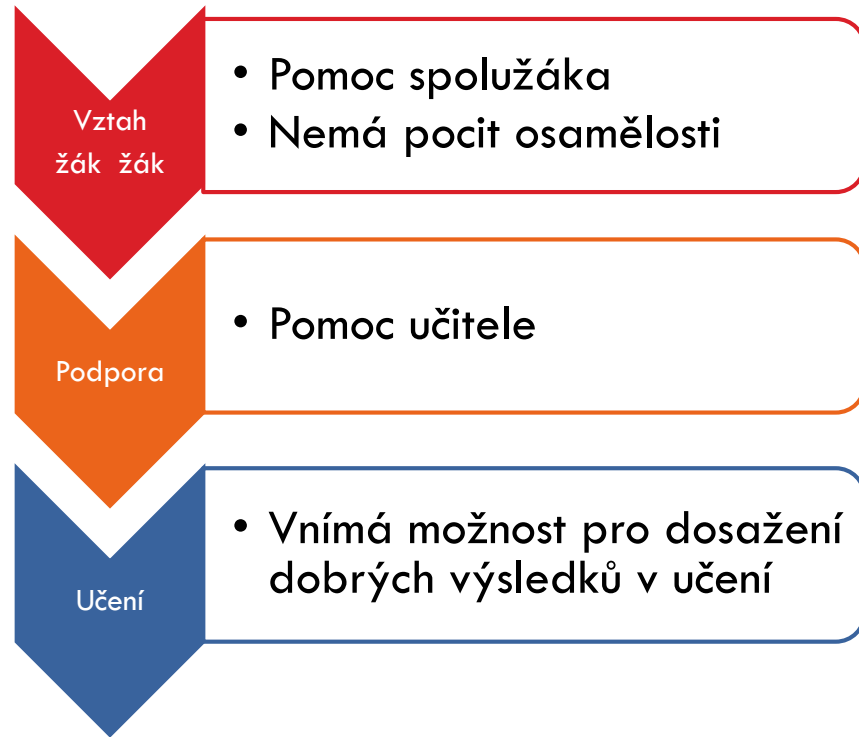 Vztah
žák žák
• Pomoc spolužáka
• Nemá pocit osamělosti
Podpora
• Pomoc učitele
Učení
• Vnímá možnost pro dosažení
dobrých výsledků v učení